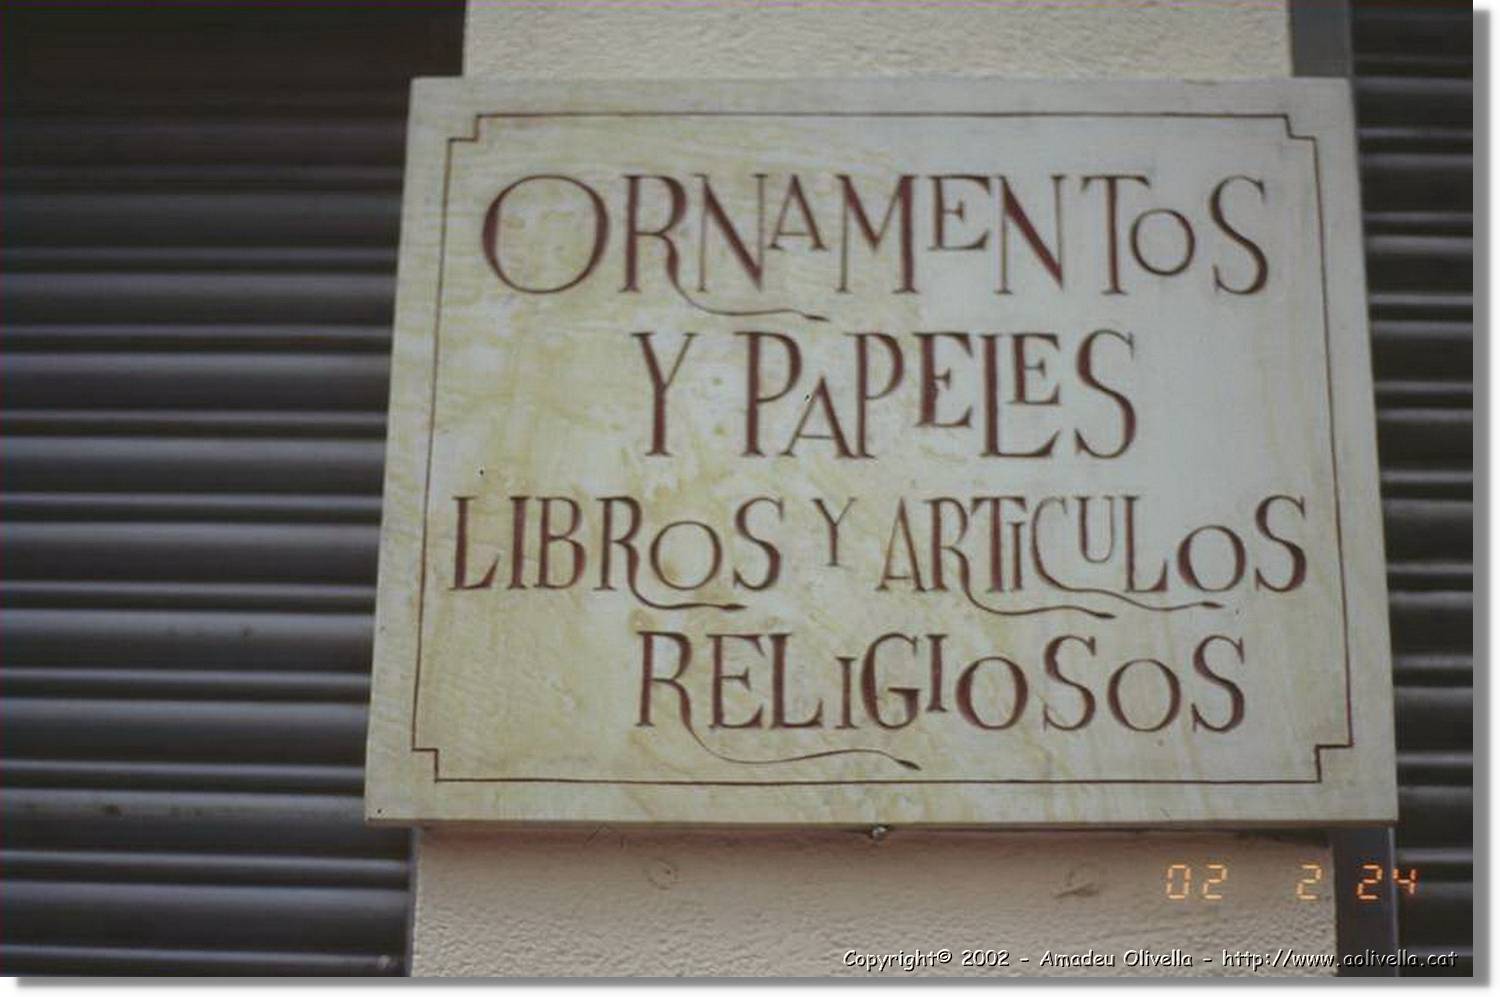 ORNAMENTOS
Y PAPELES
LIBROS Y ARTICULOS
RELIGIOSOS
02 2 24
Copyright© 2002 - Amadeu Olivella - http://www.aolivella.cat